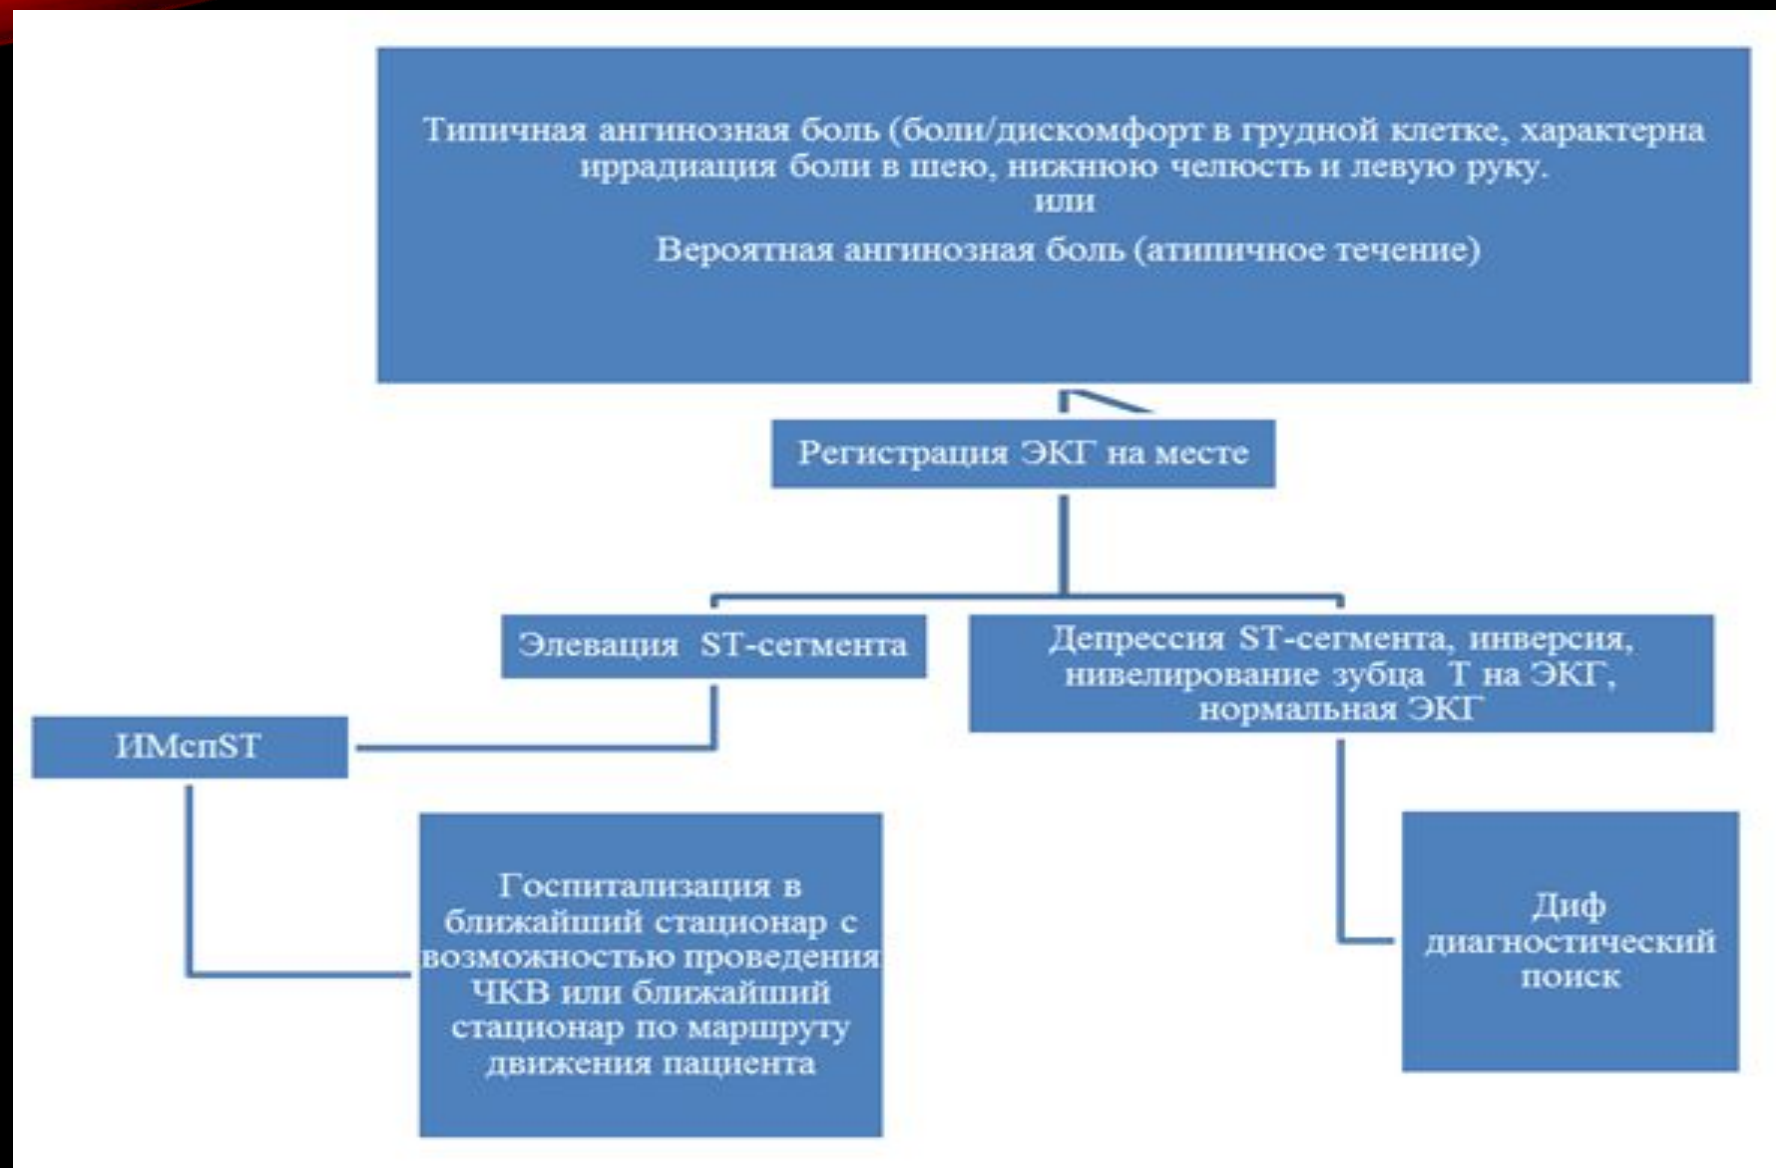 Типичная ангинозная боль (боли/дискомфорт в грудной клетке, характерна
иррадиация боли в шею, нижнюю челюсть и левую руку.
или
Вероятная ангинозная боль (атипичное течение)
Регистрация ЭКГ на месте
Элевация ST-сегмента
Депрессия ST-сегмента, инверсия,
нивелирование зубца Т на ЭКГ,
нормальная ЭКГ
ИМспST
Госпитализация в
ближайший стационар с
возможностью проведения
ЧКВ или ближайший
стационар по маршруту
движения пациента
Диф
диагностический
поиск